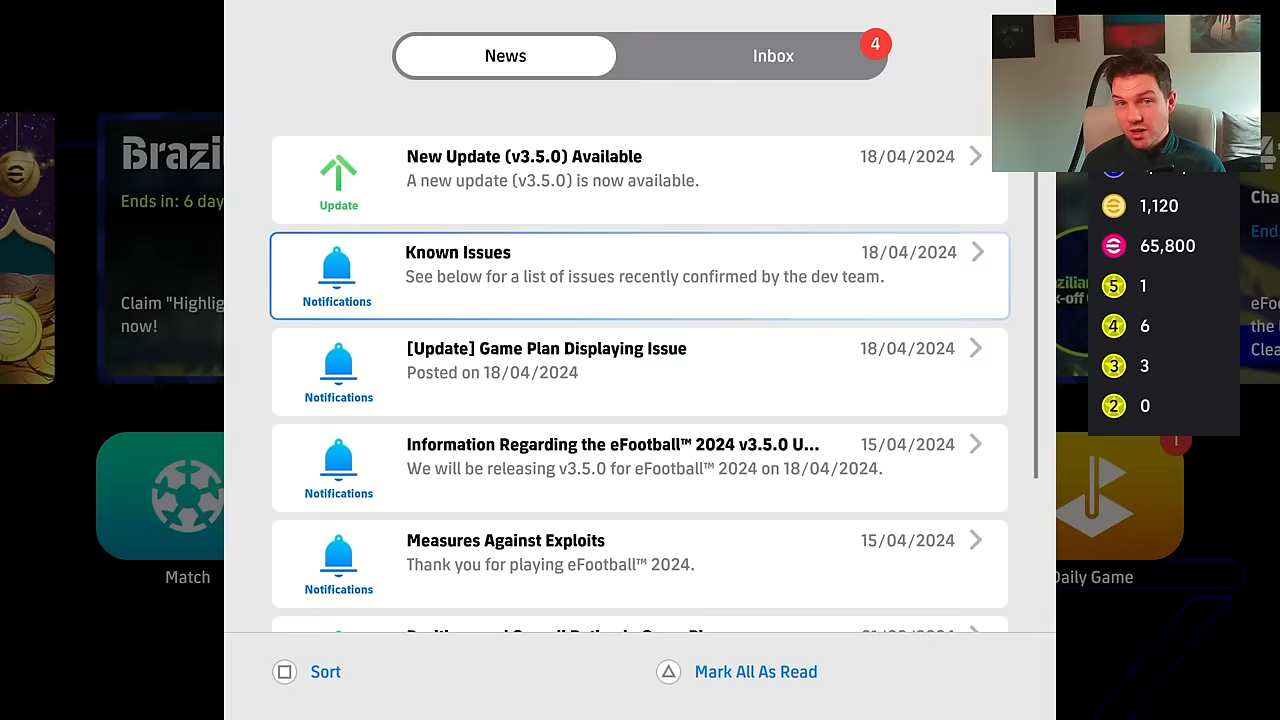 News
Inbox
4
New Update (v3.5.0) Available
18/04/2024
A new update (v3.5.0) is now available.
Update
Known Issues
18/04/2024
See below for a list of issues recently confirmed by the dev team.
Notifications
[Update] Game Plan Displaying Issue
18/04/2024
Posted on 18/04/2024
Notifications
Information Regarding the eFootball™ 2024 v3.5.0 U...
15/04/2024
We will be releasing v3.5.0 for eFootball™ 2024 on 18/04/2024.
Notifications
Measures Against Exploits
15/04/2024
Thank you for playing eFootball™ 2024.
Notifications
Sort
Mark All As Read
Brazi
Ends in: 6 day
Claim "Highlig
now!
Match
1,120
65,800
5 1
4 6
3 3
2 0
Cha
End
eFoo
the
Clea
Daily Game